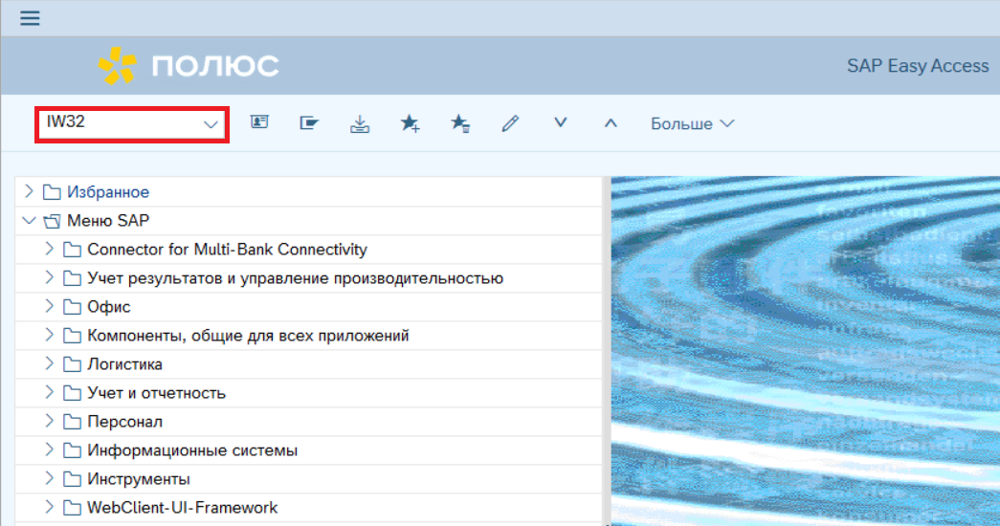 ПОЛЮС
SAP Easy Access
IW32
Больше
Избранное
Меню SAP
Connector for Multi-Bank Connectivity
Учет результатов и управление производительностью
Офис
Компоненты, общие для всех приложений
Логистика
Учет и отчетность
Персонал
Информационные системы
Инструменты
WebClient-UI-Framework